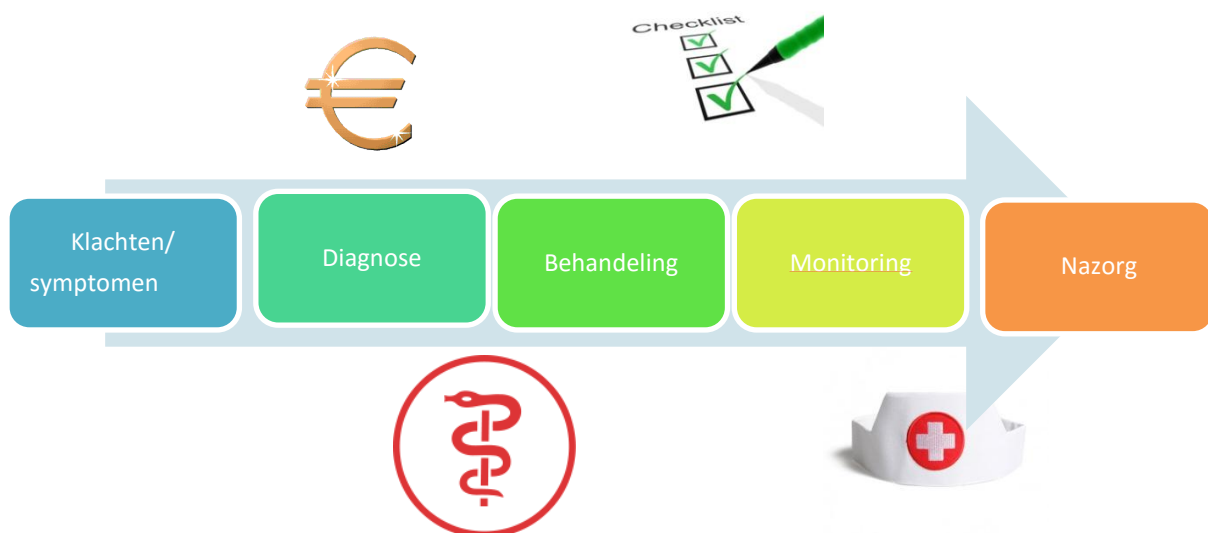 Checklist
Klachten/
symptomen
Diagnose
Behandeling
Monitoring
Nazorg